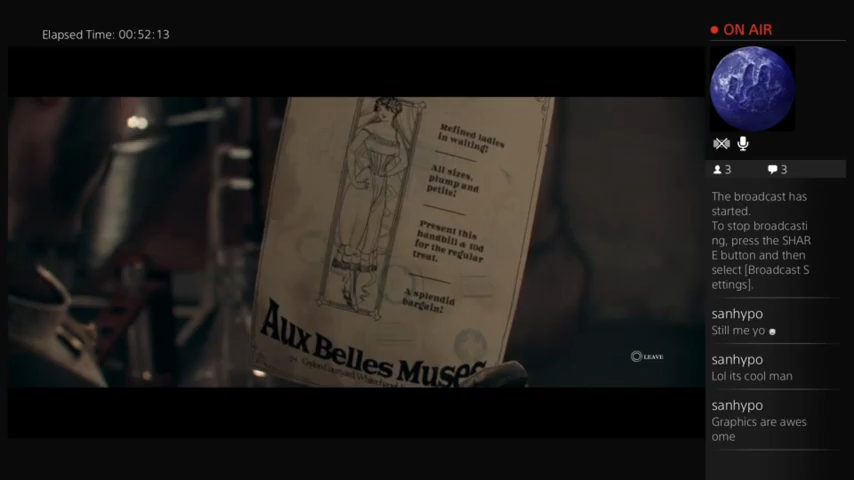 Elapsed Time: 00:52:13
ON AIR
Refined ladies
in waiting!
All sizes,
plump and
petite!
Present this
handbill & 10d
for the regular
treat.
A splendid
bargain!
Aux Belles Muses
LEAVE
3
3
The broadcast has
started.
To stop broadcasti
ng, press the SHAR
E button and then
select [Broadcast S
ettings].
sanhypo
Still me yo
sanhypo
Lol its cool man
sanhypo
Graphics are awes
ome